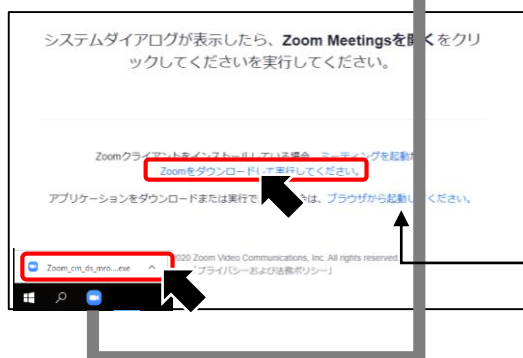 システムダイアログが表示したら、Zoom Meetingsを開くをクリ
ックしてくださいを実行してください。
Zoomクライアントをインストールしている場合、ミーティングを起動
Zoomをダウンロードして実行してください。
アプリケーションをダウンロードまたは実行で 合は、ブラウザから起動してください。
2020 Zoom Video Communications, Inc. All rights reserved
プライバシーおよび法務ポリシー
Zoom_cm_ds_mro....exe